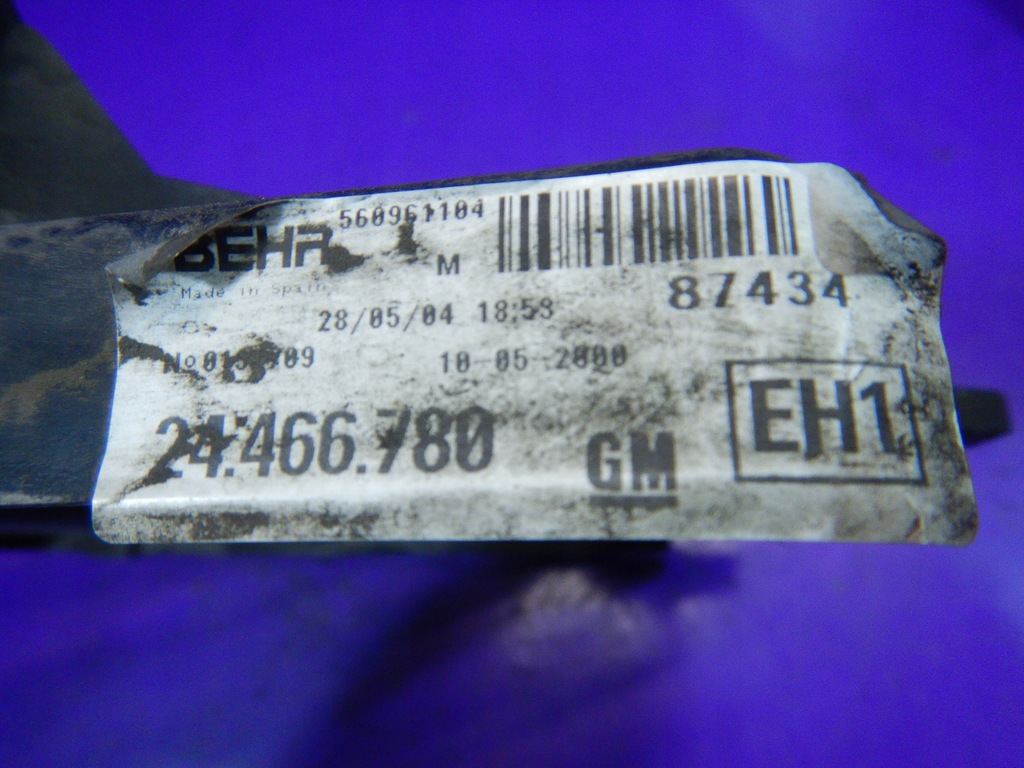 560961104
BEHR
M
Made in Spain
87434
28/05/04 18:53
10-05-2000
24.466.780
GM
EH1